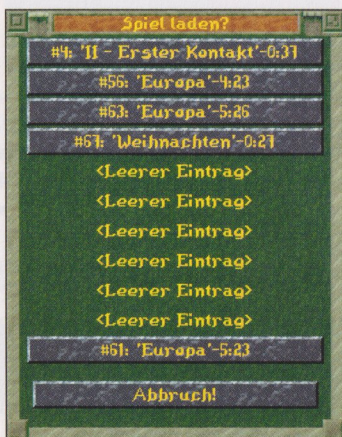 Spiel laden?
#4: 'II - Erster Kontakt'-0:37
#56: 'Europa'-4:23
#63: 'Europa'-5:26
#67: 'Weihnachten'-0:27
<Leerer Eintrag>
<Leerer Eintrag>
<Leerer Eintrag>
<Leerer Eintrag>
<Leerer Eintrag>
<Leerer Eintrag>
#61: 'Europa'-5:23
Abbruch!